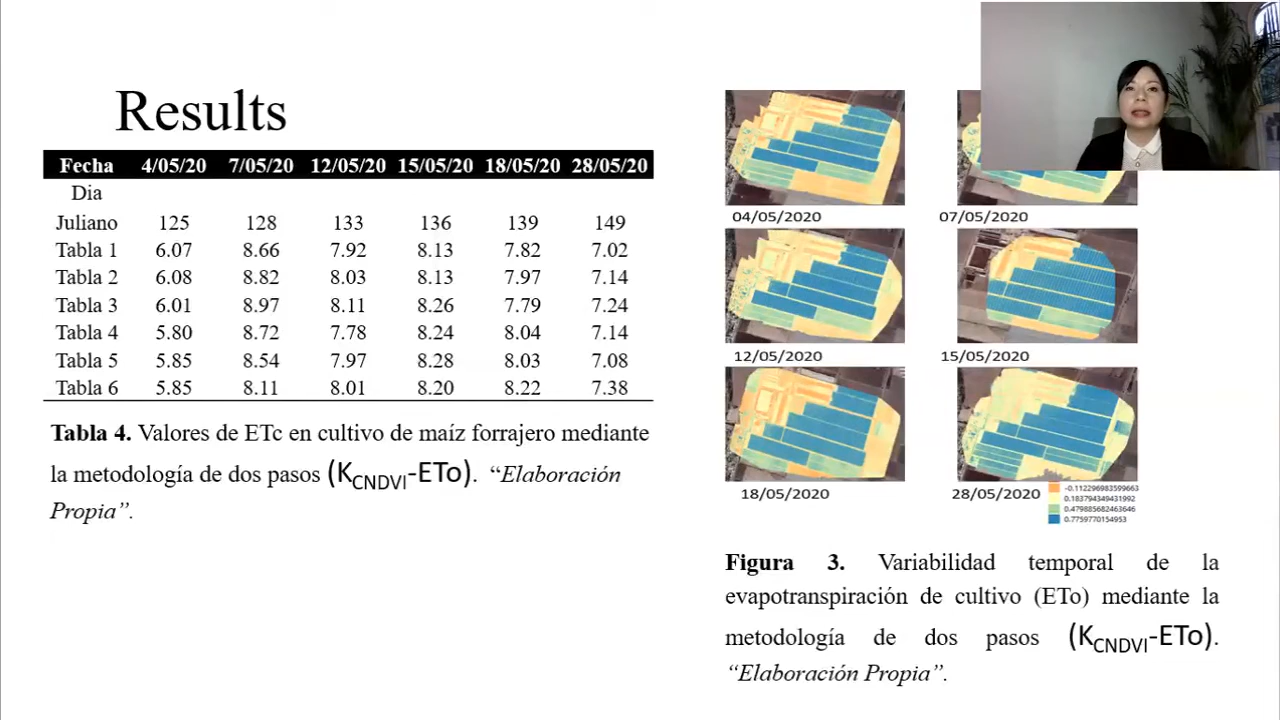 Results
Fecha 4/05/20 7/05/20 12/05/20 15/05/20 18/05/20 28/05/20
Dia
Juliano 125 128 133 136 139 149
Tabla 1 6.07 8.66 7.92 8.13 7.82 7.02
Tabla 2 6.08 8.82 8.03 8.13 7.97 7.14
Tabla 3 6.01 8.97 8.11 8.26 7.79 7.24
Tabla 4 5.80 8.72 7.78 8.24 8.04 7.14
Tabla 5 5.85 8.54 7.97 8.28 8.03 7.08
Tabla 6 5.85 8.11 8.01 8.20 8.22 7.38
Tabla 4. Valores de ETc en cultivo de maíz forrajero mediante
la metodología de dos pasos (KCNDVI-ETo). “Elaboración
Propia”.
04/05/2020 07/05/2020
12/05/2020 15/05/2020
18/05/2020 28/05/2020
-0.112296983599663
0.183794349431992
0.479885682463646
0.7759770154953
Figura 3. Variabilidad temporal de la
evapotranspiración de cultivo (ETo) mediante la
metodología de dos pasos (KCNDVI-ETo).
“Elaboración Propia”.